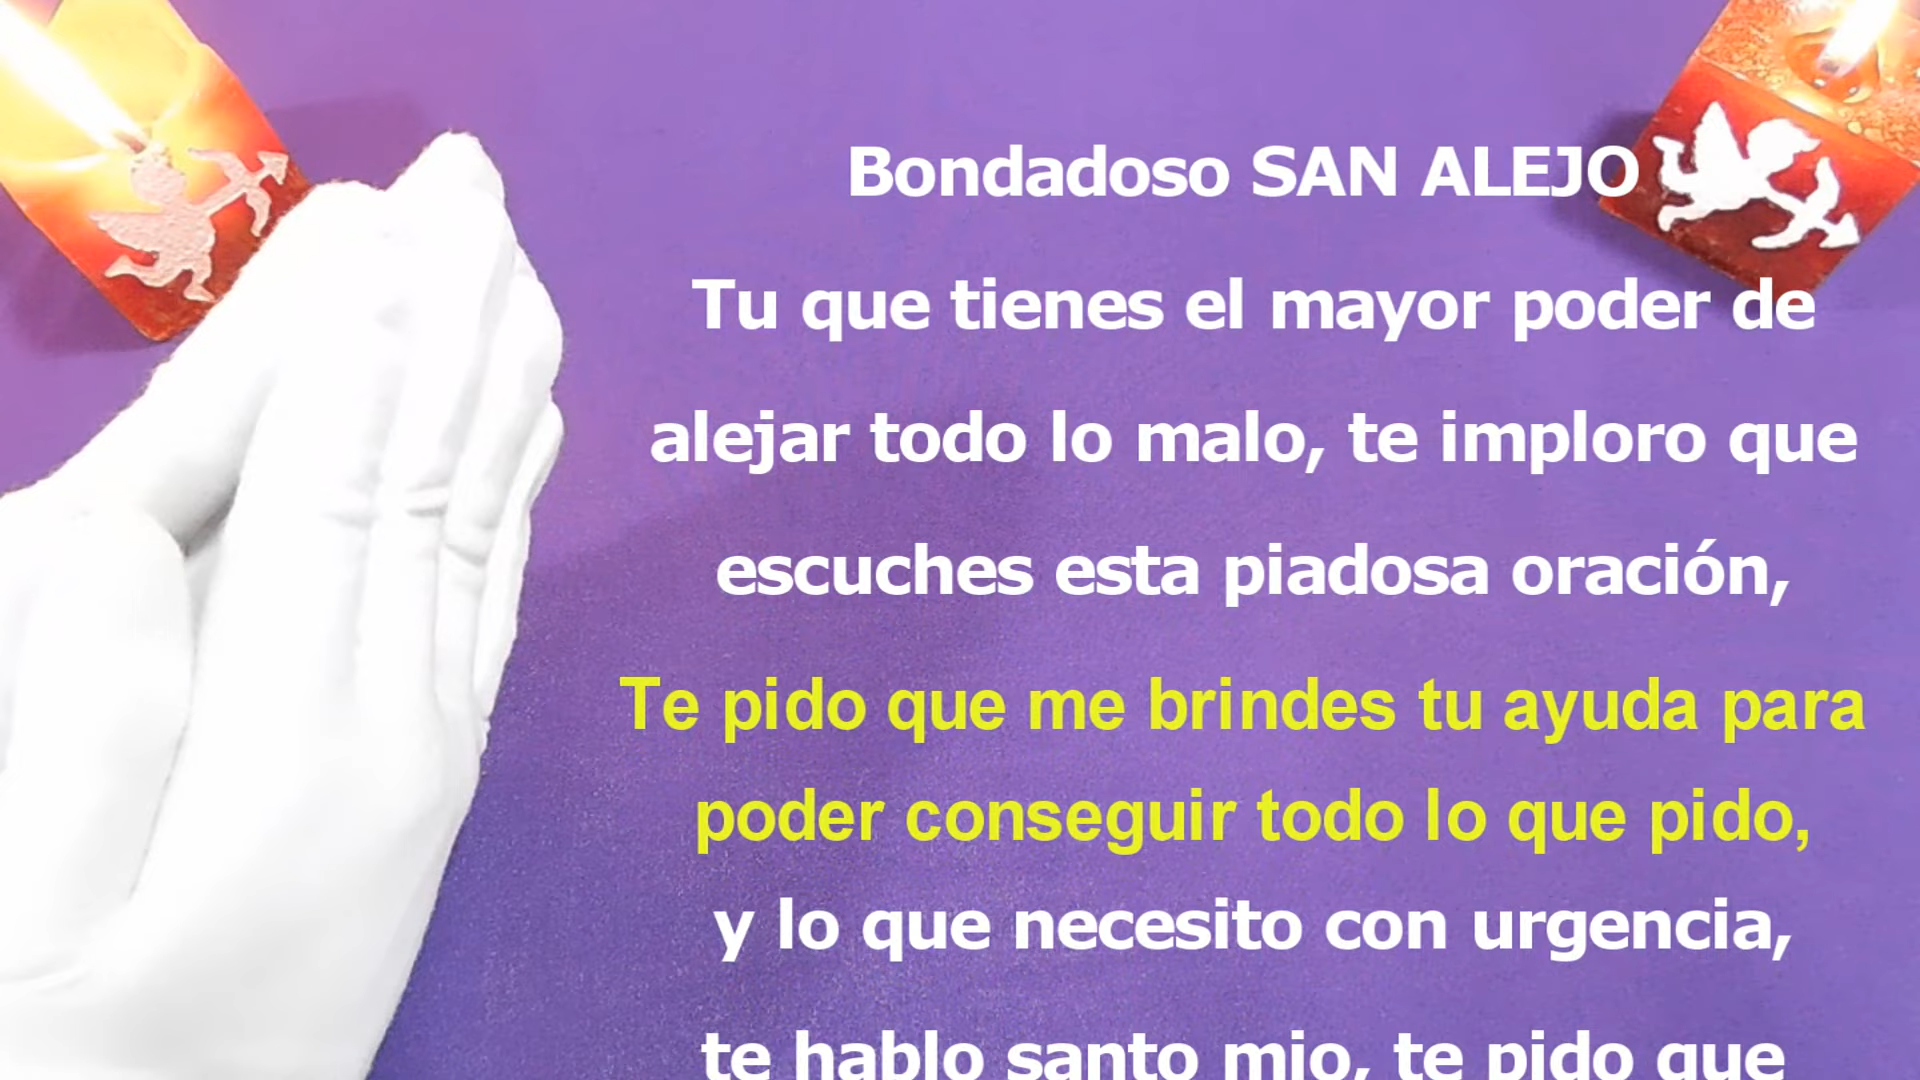 Bondadoso SAN ALEJO
Tu que tienes el mayor poder de
alejar todo lo malo, te imploro que
escuches esta piadosa oración,
Te pido que me brindes tu ayuda para
poder conseguir todo lo que pido,
y lo que necesito con urgencia,
te hablo santo mio, te pido que